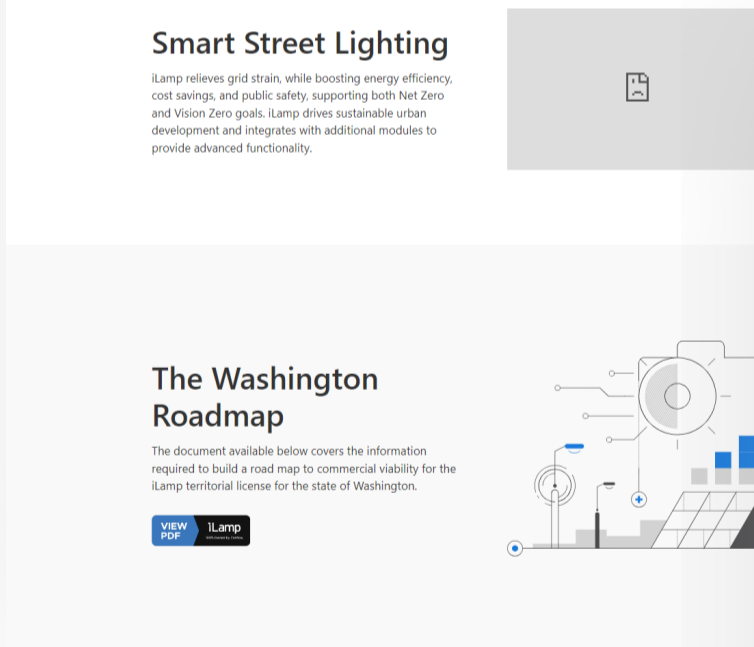 Smart Street Lighting
iLamp relieves grid strain, while boosting energy efficiency,
cost savings, and public safety, supporting both Net Zero
and Vision Zero goals. iLamp drives sustainable urban
development and integrates with additional modules to
provide advanced functionality.
The Washington
Roadmap
The document available below covers the information
required to build a road map to commercial viability for the
iLamp territorial license for the state of Washington.
VIEW
PDF
iLamp